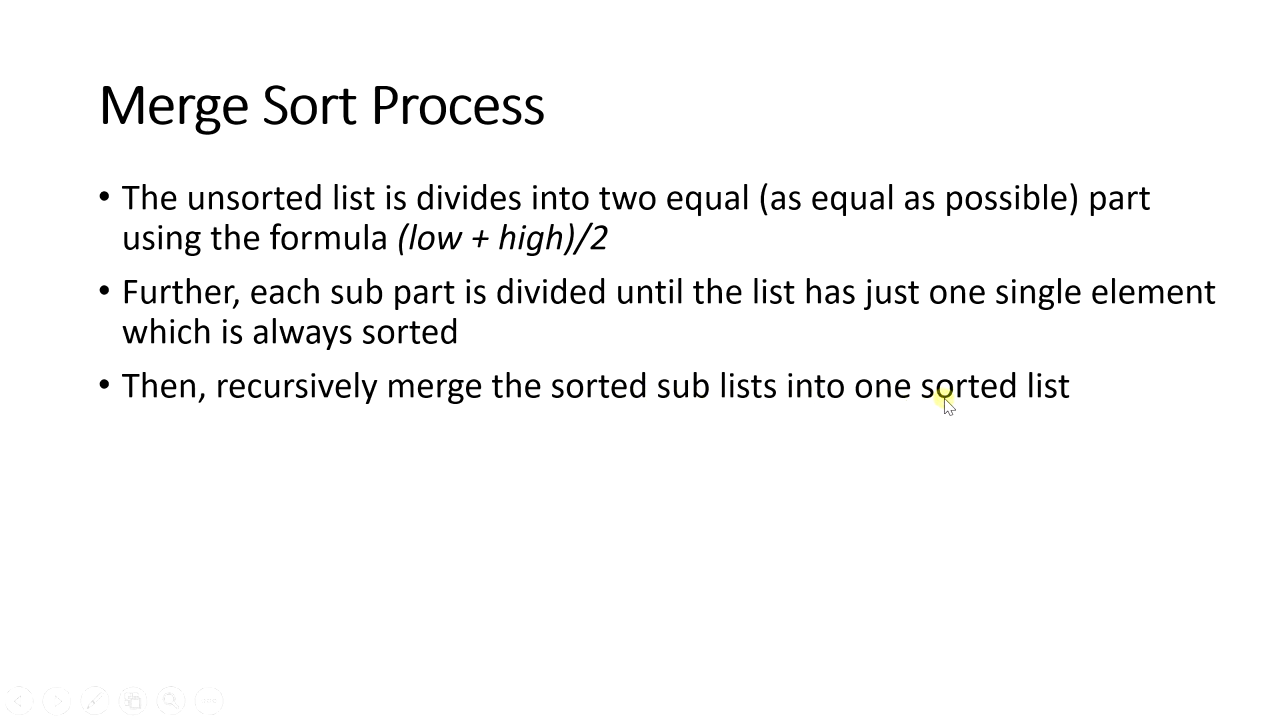 Merge Sort Process
• The unsorted list is divides into two equal (as equal as possible) part
using the formula (low + high)/2
• Further, each sub part is divided until the list has just one single element
which is always sorted
• Then, recursively merge the sorted sub lists into one sorted list